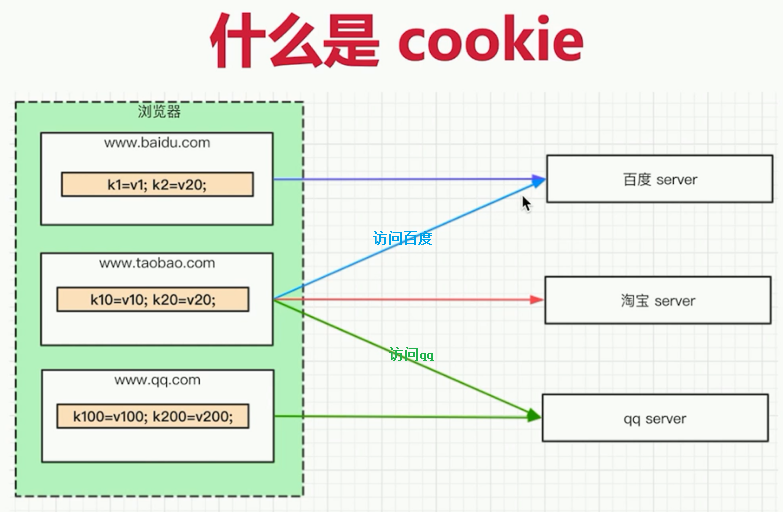 什么是 cookie
浏览器
www.baidu.com
k1=v1; k2=v20;
百度 server
访问百度
www.taobao.com
k10=v10; k20=v20;
淘宝 server
访问qq
www.qq.com
k100=v100; k200=v200;
qq server